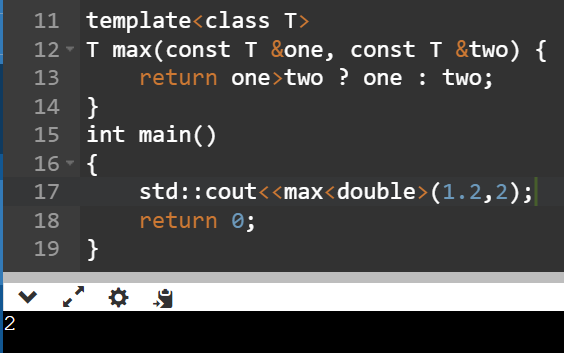 11 template<class T>
12 T max(const T &one, const T &two) {
13     return one>two ? one : two;
14 }
15 int main()
16 {
17     std::cout<<max<double>(1.2,2);
18     return 0;
19 }
2